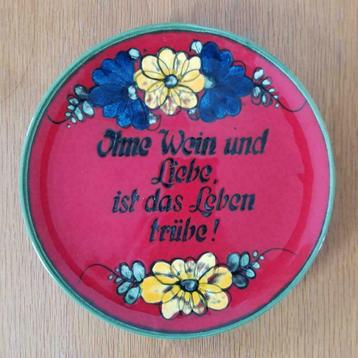 Ohne Wein und
Liebe,
ist das Leben
trübe!